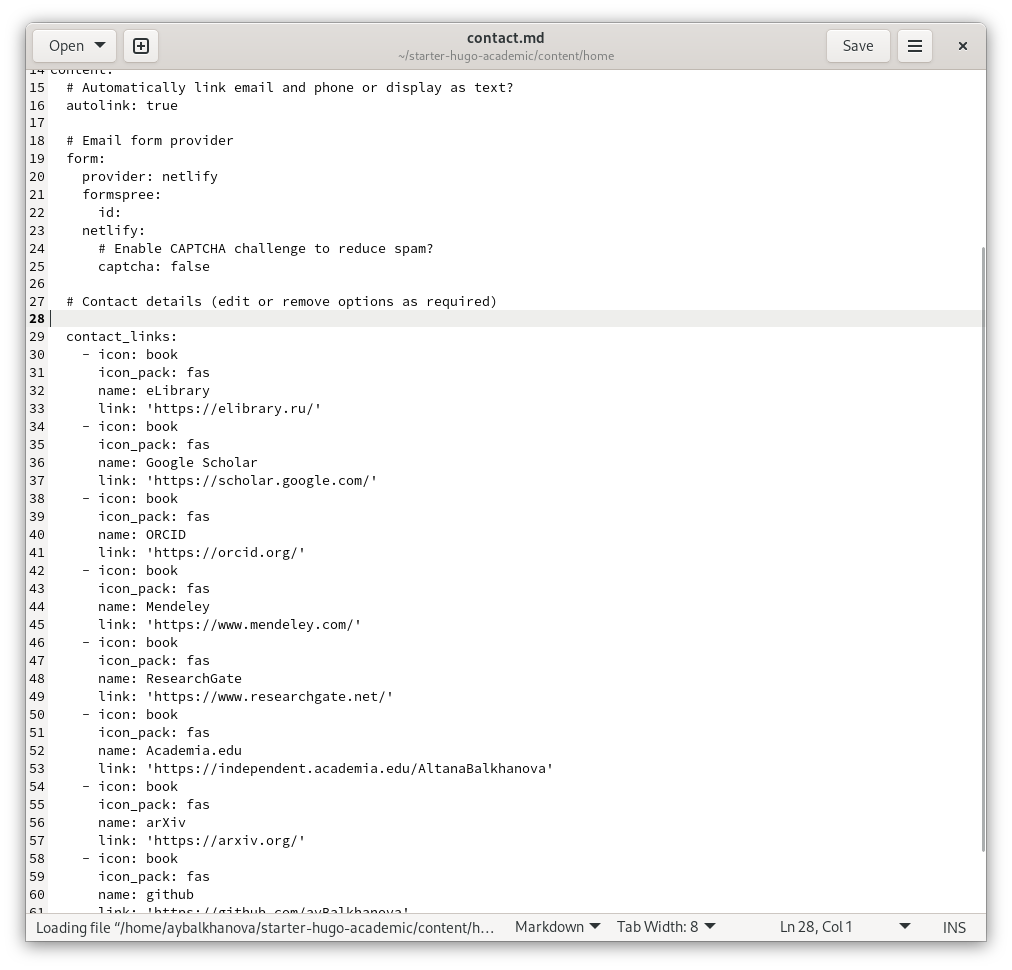 Open
contact.md
~/starter-hugo-academic/content/home
Save
14 content:
15   # Automatically link email and phone or display as text?
16   autolink: true
17
18   # Email form provider
19   form:
20     provider: netlify
21     formspree:
22       id:
23     netlify:
24       # Enable CAPTCHA challenge to reduce spam?
25       captcha: false
26
27   # Contact details (edit or remove options as required)
28
29   contact_links:
30     - icon: book
31       icon_pack: fas
32       name: eLibrary
33       link: 'https://elibrary.ru/'
34     - icon: book
35       icon_pack: fas
36       name: Google Scholar
37       link: 'https://scholar.google.com/'
38     - icon: book
39       icon_pack: fas
40       name: ORCID
41       link: 'https://orcid.org/'
42     - icon: book
43       icon_pack: fas
44       name: Mendeley
45       link: 'https://www.mendeley.com/'
46     - icon: book
47       icon_pack: fas
48       name: ResearchGate
49       link: 'https://www.researchgate.net/'
50     - icon: book
51       icon_pack: fas
52       name: Academia.edu
53       link: 'https://independent.academia.edu/AltanaBalkhanova'
54     - icon: book
55       icon_pack: fas
56       name: arXiv
57       link: 'https://arxiv.org/'
58     - icon: book
59       icon_pack: fas
60       name: github
61       link: 'https://github.com/ayBalkhanova'
Loading file “/home/aybalkhanova/starter-hugo-academic/content/h…
Markdown
Tab Width: 8
Ln 28, Col 1
INS